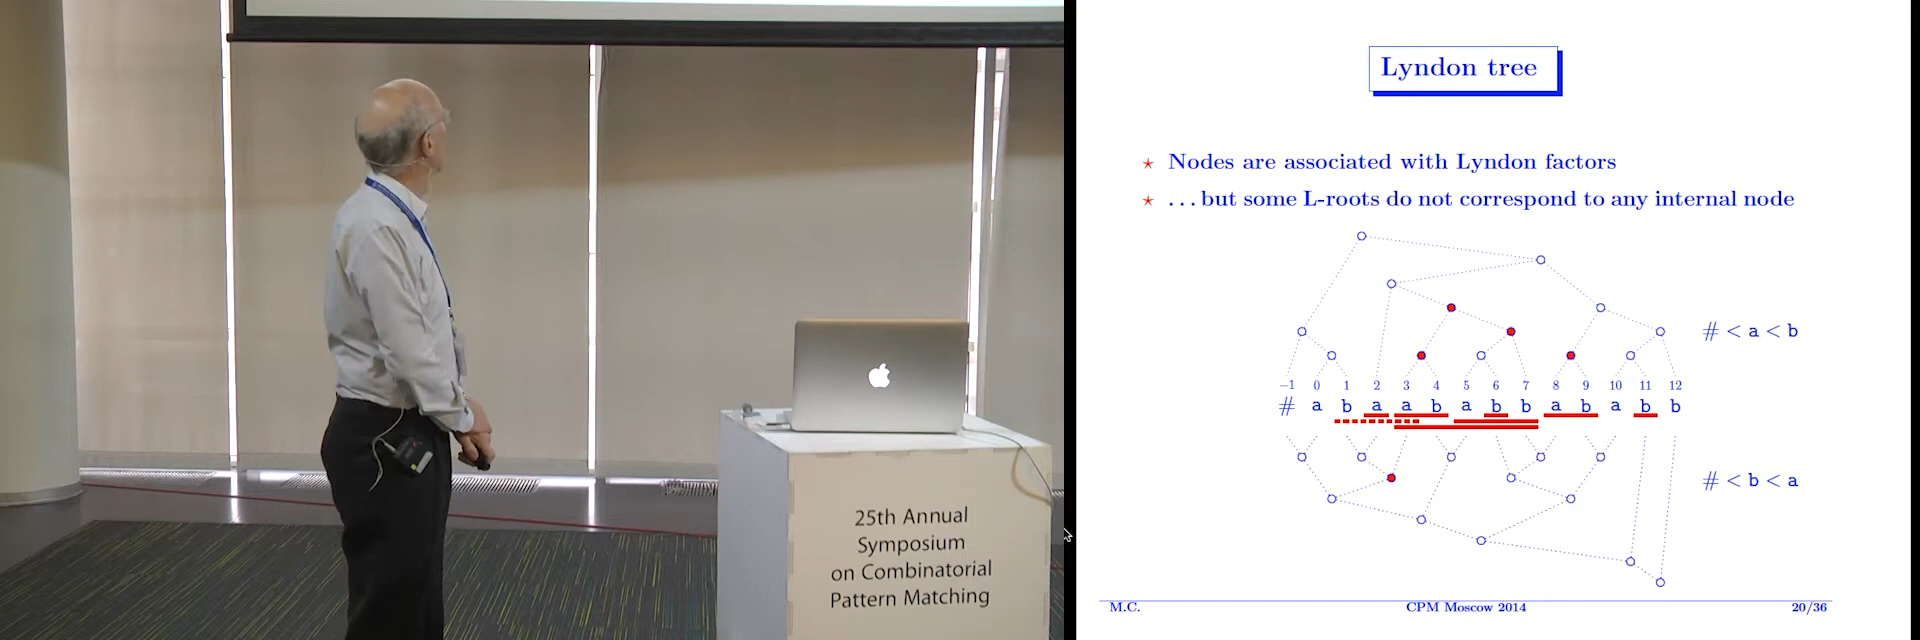 25th Annual
Symposium
on Combinatorial
Pattern Matching
Lyndon tree
⋆ Nodes are associated with Lyndon factors
⋆ ...but some L-roots do not correspond to any internal node
# < a < b
−1 0 1 2 3 4 5 6 7 8 9 10 11 12
# a b a a b a b b a b a b b
# < b < a
M.C. CPM Moscow 2014 20/36